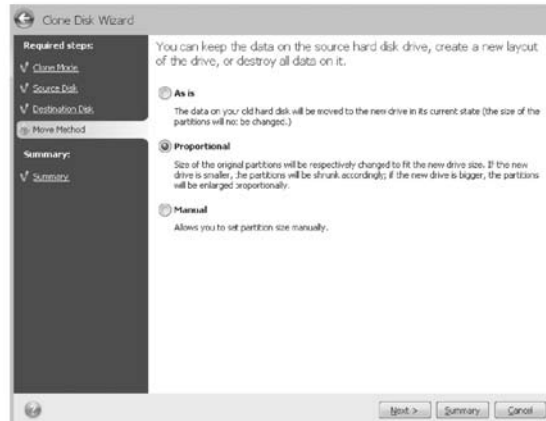 Clone Disk Wizard
Required steps:
Clone Mode
Source Disk
Destination Disk
Move Method
Summary:
Summary
You can keep the data on the source hard disk drive, create a new layout
of the drive, or destroy all data on it.
As is
The data on your old hard disk will be moved to the new drive in its current state (the size of the
partitions will not be changed.)
Proportional
Size of the original partitions will be respectively changed to fit the new drive size. If the new
drive is smaller, the partitions will be shrunk accordingly; if the new drive is bigger, the partitions
will be enlarged proportionally.
Manual
Allows you to set partition size manually.
Next >
Summary
Cancel